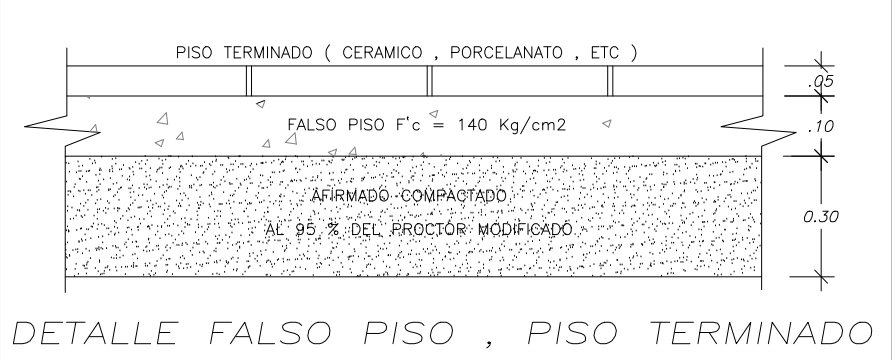 PISO TERMINADO ( CERAMICO , PORCELANATO , ETC )
.05
FALSO PISO F'c = 140 Kg/cm2
.10
AFIRMADO COMPACTADO
0.30
AL 95 % DEL PROCTOR MODIFICADO
DETALLE FALSO PISO , PISO TERMINADO